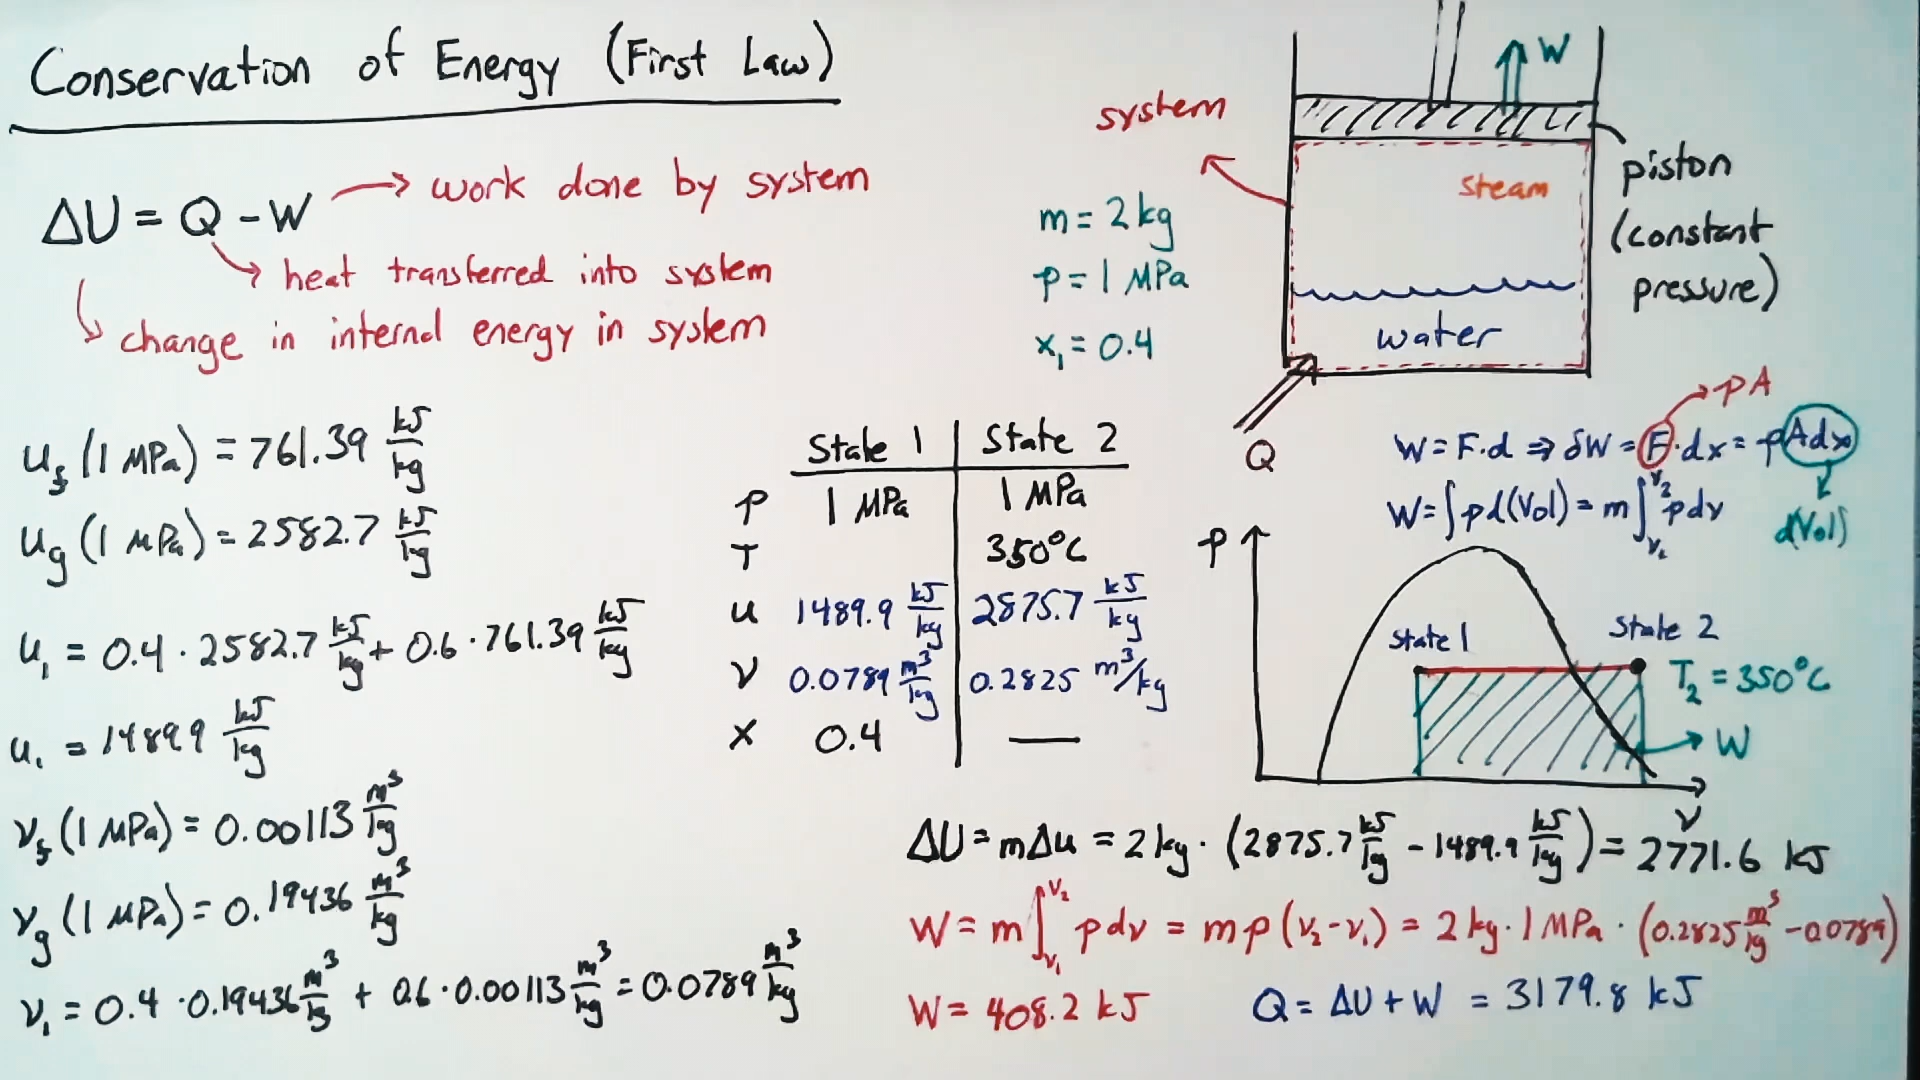 Conservation of Energy (First Law)
ΔU = Q - W → work done by system
heat transferred into system
change in internal energy in system
u_f (1 MPa) = 761.39 kJ/kg
u_g (1 MPa) = 2582.7 kJ/kg
u₁ = 0.4 · 2582.7 kJ/kg + 0.6 · 761.39 kJ/kg
u₁ = 1489.9 kJ/kg
v_f (1 MPa) = 0.00113 m³/kg
v_g (1 MPa) = 0.19436 m³/kg
v₁ = 0.4 · 0.19436 m³/kg + 0.6 · 0.00113 m³/kg = 0.0789 m³/kg
m = 2 kg
p = 1 MPa
x₁ = 0.4
system
W
steam
water
piston
(constant
pressure)
Q
State 1 State 2
p 1 MPa 1 MPa
T 350°C
u 1489.9 kJ/kg 2875.7 kJ/kg
v 0.0789 m³/kg 0.2825 m³/kg
x 0.4 —
pA
W = F·d ⇒ δW = F·dx = pAdx
W = ∫pd(Vol) = m∫pdv
d(Vol)
p
State 1 State 2
T₂ = 350°C
W
v
ΔU = mΔu = 2 kg · (2875.7 kJ/kg - 1489.9 kJ/kg) = 2771.6 kJ
W = m∫_v₁^v₂ pdv = mp(v₂-v₁) = 2 kg · 1 MPa · (0.2825 m³/kg - 0.0789)
W = 408.2 kJ Q = ΔU + W = 3179.8 kJ